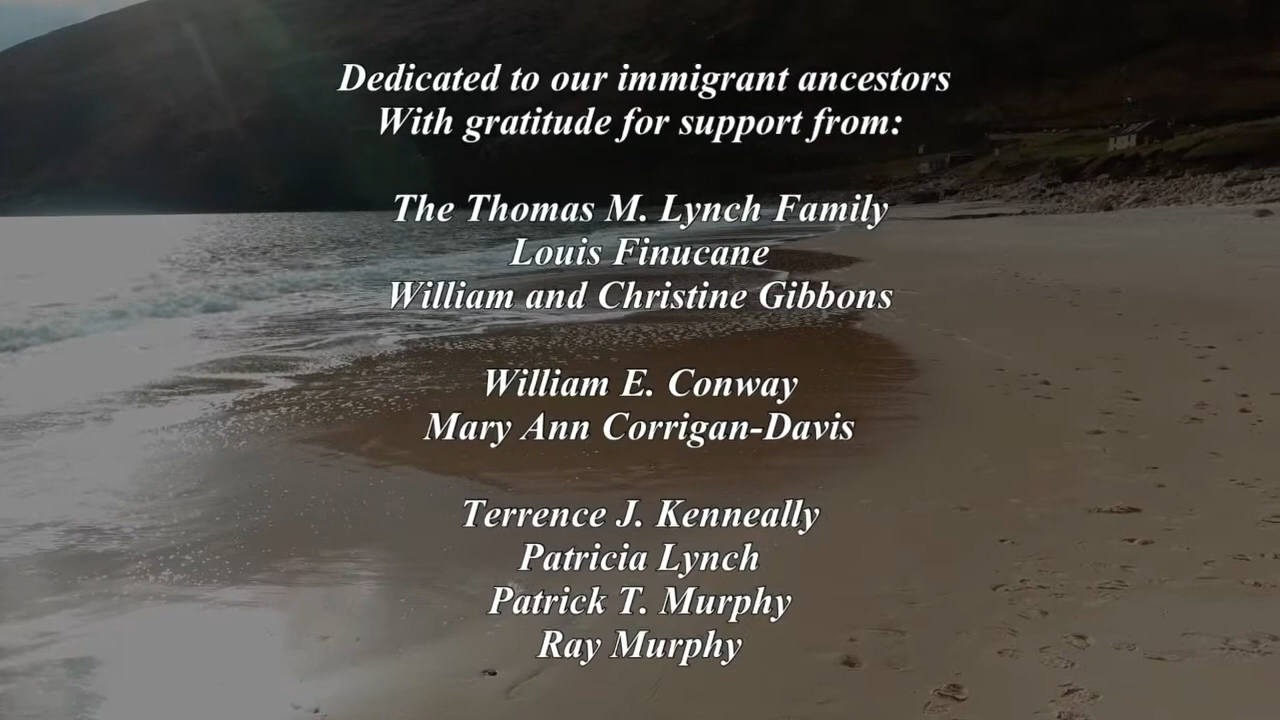 Dedicated to our immigrant ancestors
With gratitude for support from:
The Thomas M. Lynch Family
Louis Finucane
William and Christine Gibbons
William E. Conway
Mary Ann Corrigan-Davis
Terrence J. Kenneally
Patricia Lynch
Patrick T. Murphy
Ray Murphy